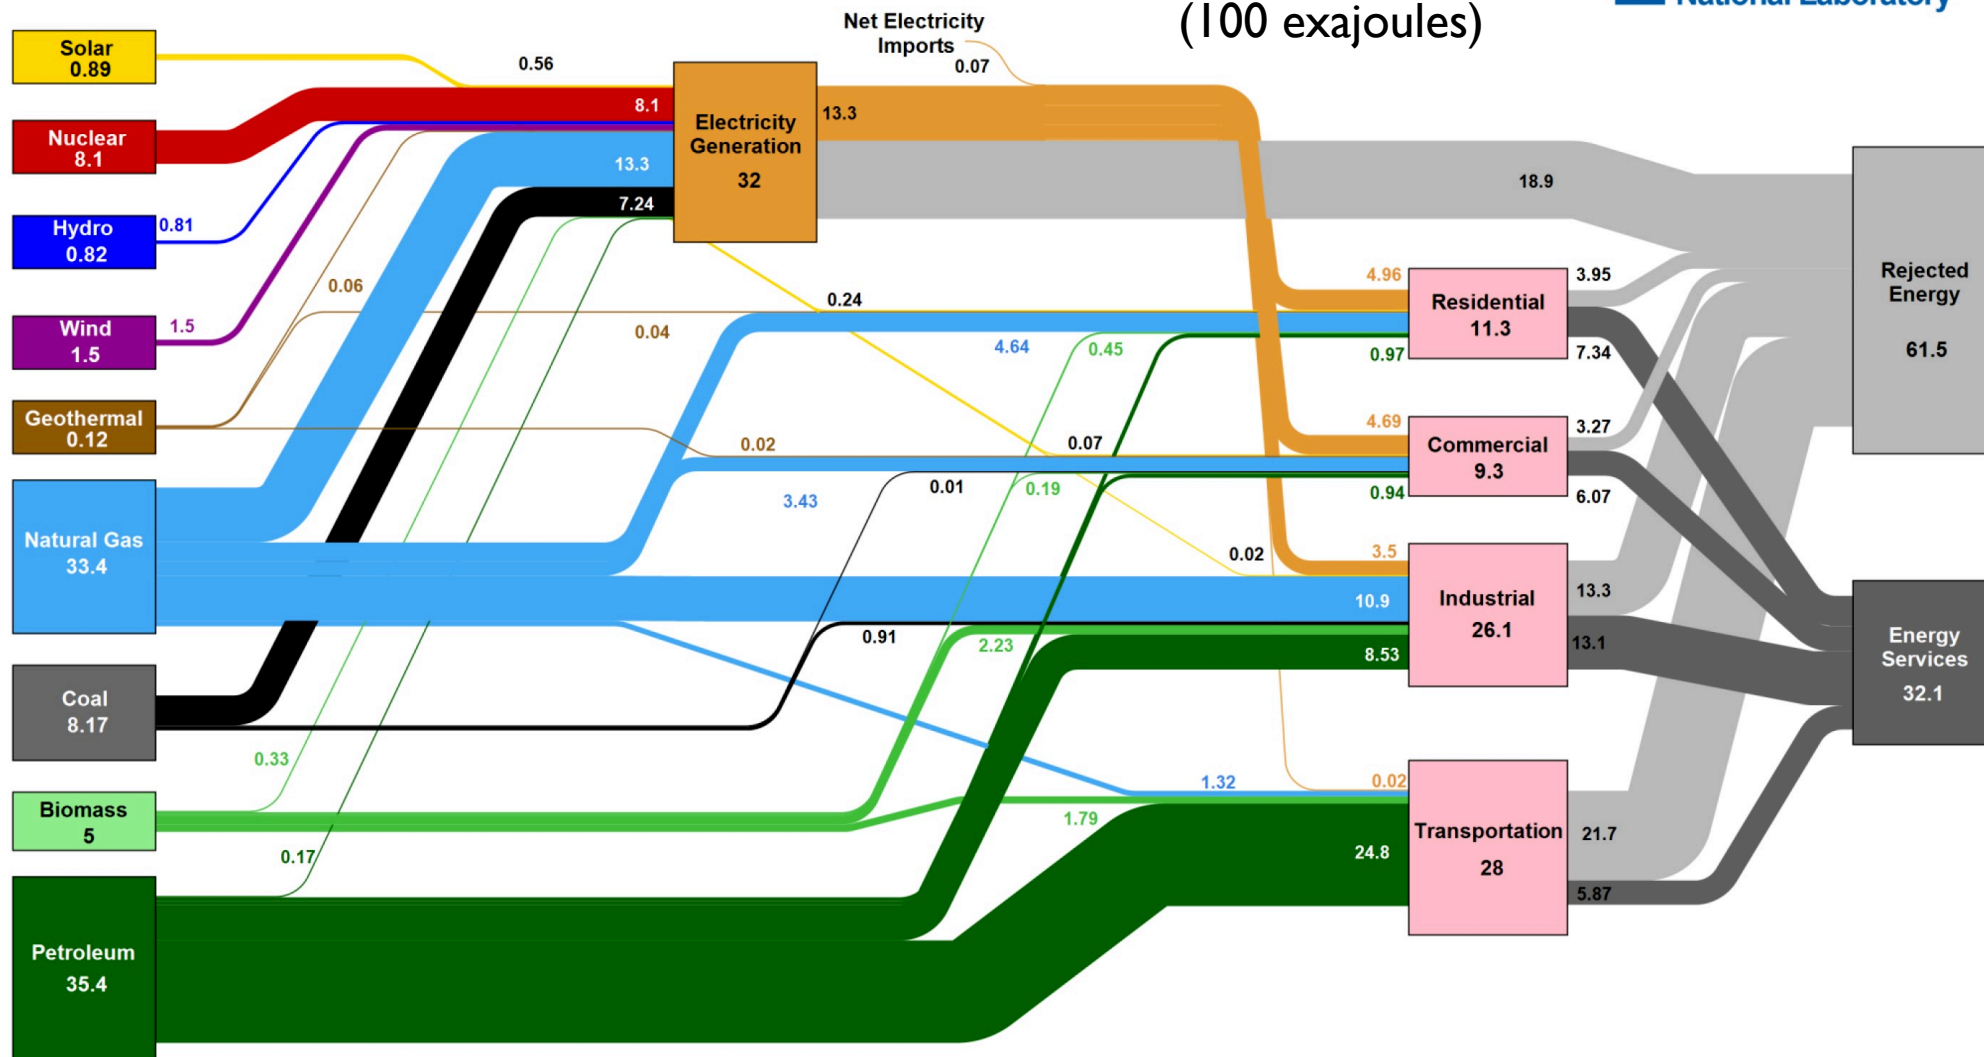 (100 exajoules)
National Laboratory
Net Electricity
Imports
0.07
Solar
0.89
0.56
Nuclear
8.1
8.1
Electricity
Generation
32
13.3
13.3
7.24
18.9
Hydro
0.82
0.81
Wind
1.5
1.5
0.06
0.04
0.24
4.96
Residential
11.3
3.95
7.34
Rejected
Energy
61.5
4.64
0.45
0.97
Geothermal
0.12
0.02
0.07
4.69
Commercial
9.3
3.27
6.07
3.43
0.01
0.19
0.94
Natural Gas
33.4
0.02
3.5
Industrial
26.1
13.3
13.1
10.9
0.91
2.23
8.53
Energy
Services
32.1
Coal
8.17
0.33
Biomass
5
0.17
1.32
0.02
1.79
Transportation
28
24.8
21.7
5.87
Petroleum
35.4